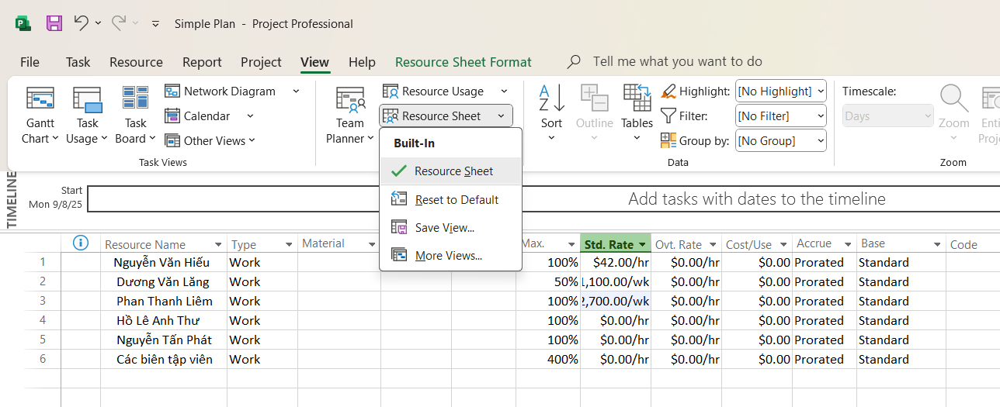 Simple Plan - Project Professional
File Task Resource Report Project View Help Resource Sheet Format Tell me what you want to do
Gantt Chart
Task Usage
Task Board
Network Diagram
Calendar
Other Views
Task Views
Team Planner
Resource Usage
Resource Sheet
Built-In
Resource Sheet
Reset to Default
Save View...
More Views...
Sort
Outline
Tables
Highlight: [No Highlight]
Filter: [No Filter]
Group by: [No Group]
Data
Timescale:
Days
Zoom
Zoom
TIMELINE
Start
Mon 9/8/25
Add tasks with dates to the timeline
Resource Name Type Material Max. Std. Rate Ovt. Rate Cost/Use Accrue Base Code
1 Nguyễn Văn Hiếu Work 100% $42.00/hr $0.00/hr $0.00 Prorated Standard
2 Dương Văn Lăng Work 50% 1,100.00/wk $0.00/hr $0.00 Prorated Standard
3 Phan Thanh Liêm Work 100% 2,700.00/wk $0.00/hr $0.00 Prorated Standard
4 Hồ Lê Anh Thư Work 100% $0.00/hr $0.00/hr $0.00 Prorated Standard
5 Nguyễn Tấn Phát Work 100% $0.00/hr $0.00/hr $0.00 Prorated Standard
6 Các biên tập viên Work 400% $0.00/hr $0.00/hr $0.00 Prorated Standard